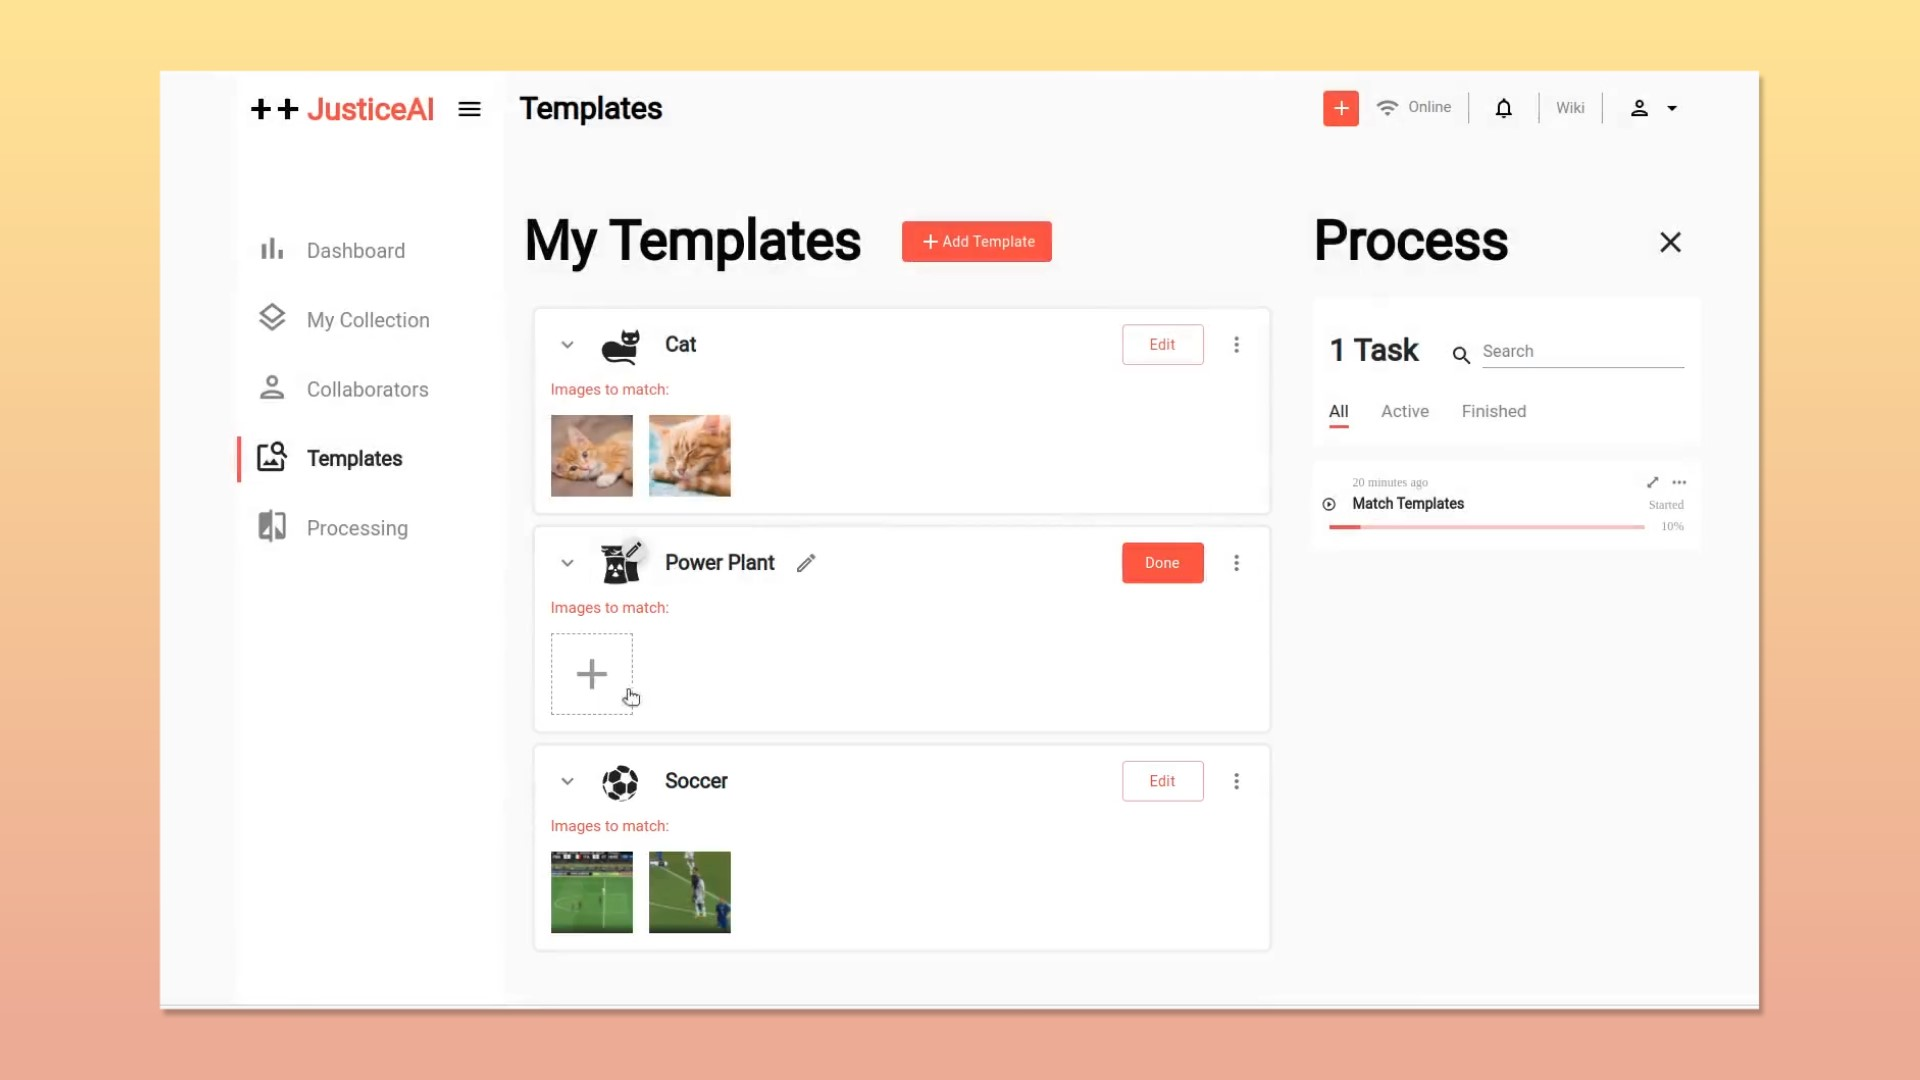 ++ JusticeAI
Templates
Online
Wiki
Dashboard
My Collection
Collaborators
Templates
Processing
My Templates
+ Add Template
Cat
Edit
Images to match:
Power Plant
Done
Images to match:
Soccer
Edit
Images to match:
Process
1 Task
Search
All
Active
Finished
20 minutes ago
Match Templates
Started
10%